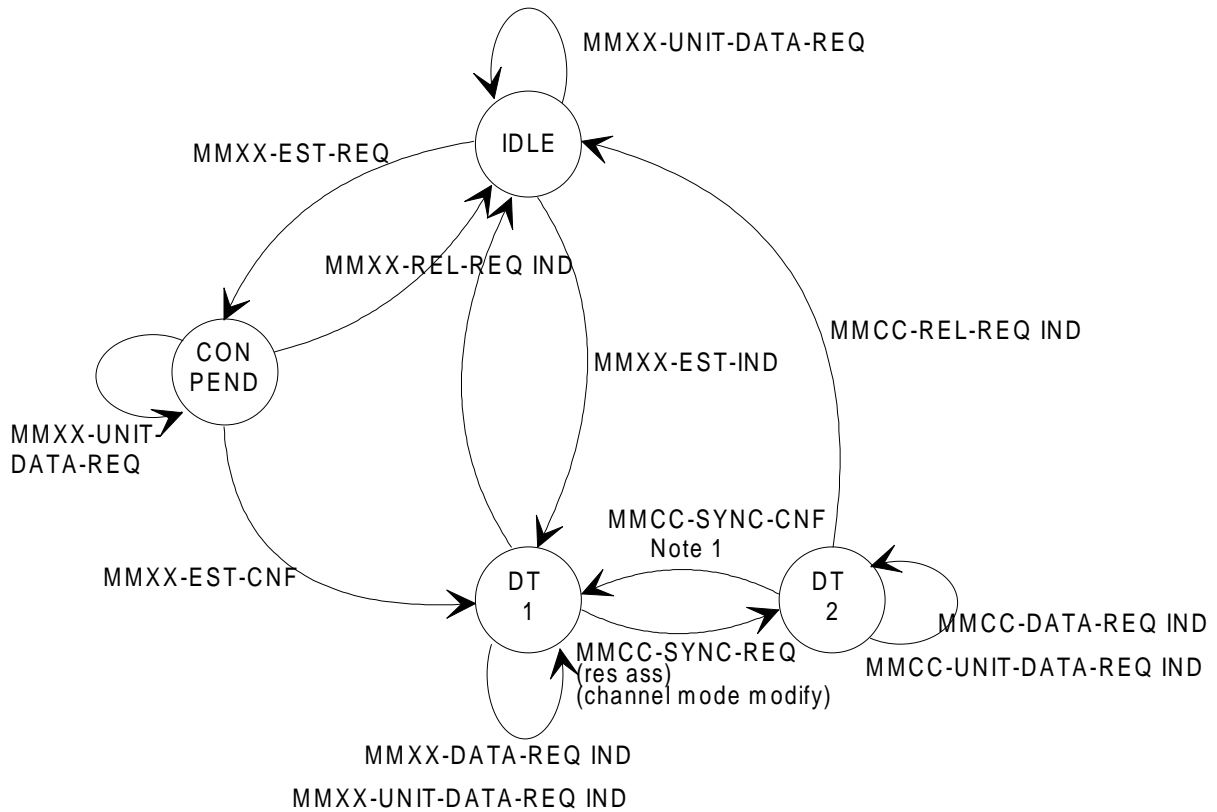 MMXX-UNIT-DATA-REQ
IDLE
MMXX-EST-REQ
MMXX-REL-REQ IND
MMCC-REL-REQ IND
CON
PEND
MMXX-EST-IND
MMXX-UNIT-
DATA-REQ
MMCC-SYNC-CNF
Note 1
MMXX-EST-CNF
DT
1
DT
2
MMCC-DATA-REQ IND
MMCC-SYNC-REQ
(res ass)
(channel mode modify)
MMCC-UNIT-DATA-REQ IND
MMXX-DATA-REQ IND
MMXX-UNIT-DATA-REQ IND